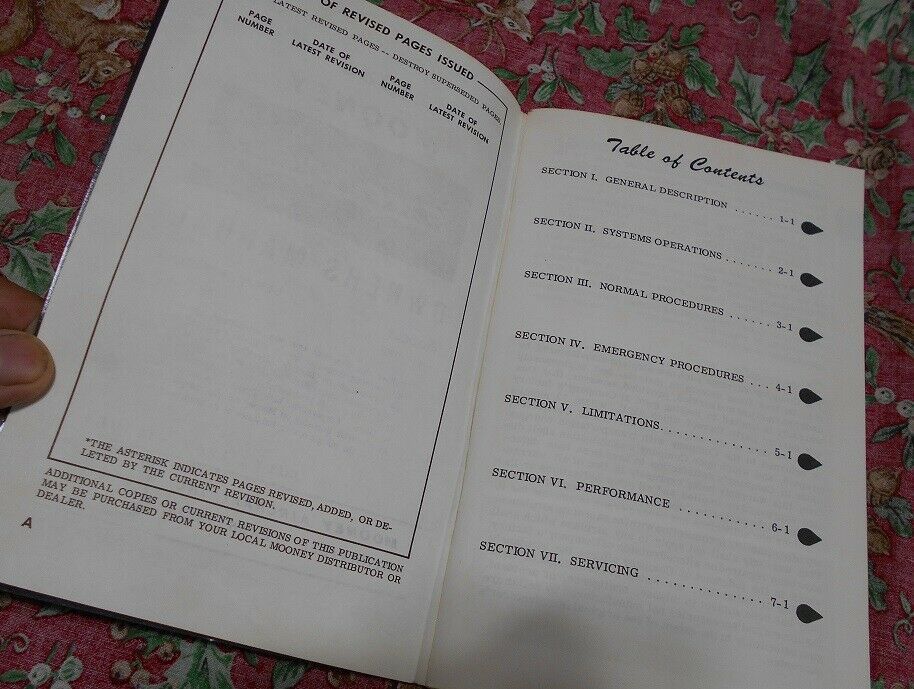 OF REVISED PAGES ISSUED
LATEST REVISED PAGES -- DESTROY SUPERSEDED PAGES.
PAGE NUMBER
DATE OF LATEST REVISION
PAGE NUMBER
DATE OF LATEST REVISION
*THE ASTERISK INDICATES PAGES REVISED, ADDED, OR DE-
LETED BY THE CURRENT REVISION.
ADDITIONAL COPIES OR CURRENT REVISIONS OF THIS PUBLICATION
MAY BE PURCHASED FROM YOUR LOCAL MOONEY DISTRIBUTOR OR
DEALER.
A
Table of Contents
SECTION I. GENERAL DESCRIPTION ...... 1-1
SECTION II. SYSTEMS OPERATIONS ....... 2-1
SECTION III. NORMAL PROCEDURES ...... 3-1
SECTION IV. EMERGENCY PROCEDURES ... 4-1
SECTION V. LIMITATIONS............. 5-1
SECTION VI. PERFORMANCE ........... 6-1
SECTION VII. SERVICING .............. 7-1